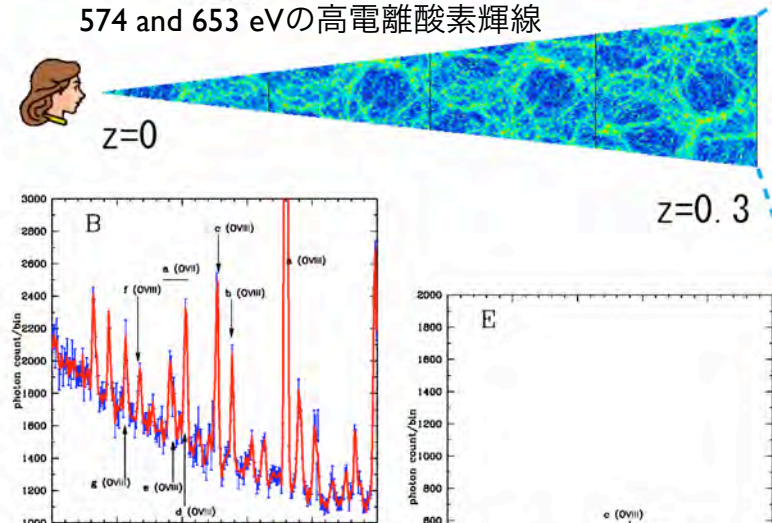 574 and 653 eVの高電離酸素輝線
z=0
z=0.3
3000
2800
2600
2400
2200
2000
1800
1600
1400
1200
1000
photon count/bin
B
c (OVIII)
a (OVII)
a (OVIII)
f (OVIII)
b (OVIII)
g (OVIII)
e (OVIII)
d (OVIII)
2000
1800
1600
1400
1200
1000
800
600
photon count/bin
E
c (OVIII)